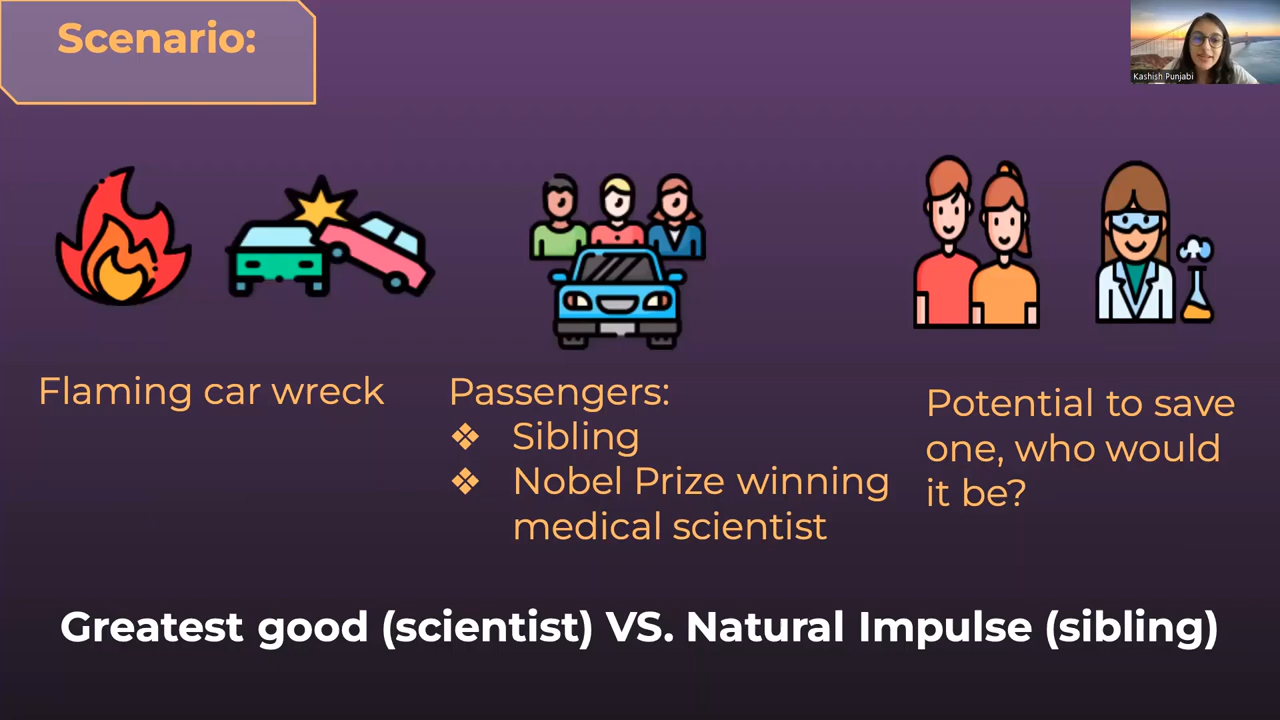 Scenario:
Kashish Punjabi
Flaming car wreck
Passengers:
❖ Sibling
❖ Nobel Prize winning
medical scientist
Potential to save
one, who would
it be?
Greatest good (scientist) VS. Natural Impulse (sibling)